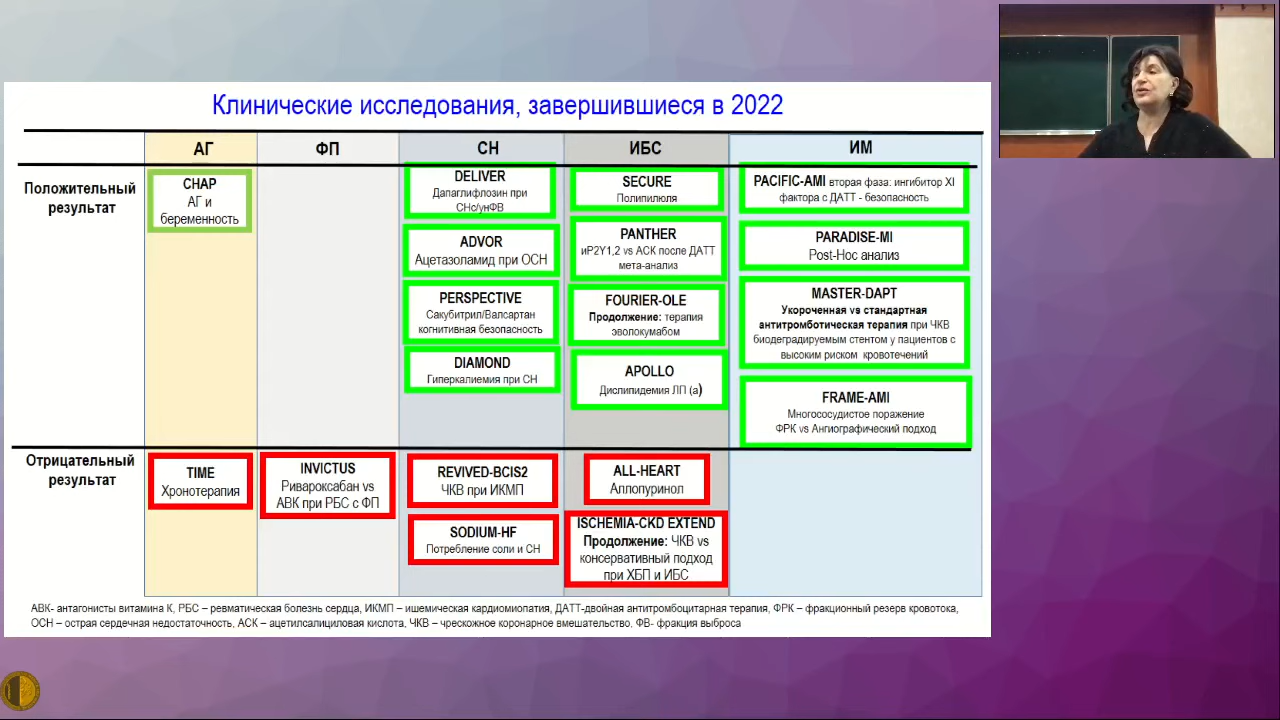 Клинические исследования, завершившиеся в 2022
АГ
ФП
СН
ИБС
ИМ
Положительный
результат
CHAP
АГ и
беременность
DELIVER
Дапаглифлозин при
СНс/унФВ
ADVOR
Ацетазоламид при ОСН
PERSPECTIVE
Сакубитрил/Валсартан
когнитивная безопасность
DIAMOND
Гиперкалиемия при СН
SECURE
Полипилюля
PANTHER
иP2Y1,2 vs АСК после ДАТТ
мета-анализ
FOURIER-OLE
Продолжение: терапия
эволокумабом
APOLLO
Дислипидемия ЛП (а)
PACIFIC-AMI вторая фаза: ингибитор XI
фактора с ДАТТ - безопасность
PARADISE-MI
Post-Hoc анализ
MASTER-DAPT
Укороченная vs стандартная
антитромботическая терапия при ЧКВ
биодеградируемым стентом у пациентов с
высоким риском кровотечений
FRAME-AMI
Многососудистое поражение
ФРК vs Ангиографический подход
Отрицательный
результат
TIME
Хронотерапия
INVICTUS
Ривароксабан vs
АВК при РБС с ФП
REVIVED-BCIS2
ЧКВ при ИКМП
SODIUM-HF
Потребление соли и СН
ALL-HEART
Аллопуринол
ISCHEMIA-CKD EXTEND
Продолжение: ЧКВ vs
консервативный подход
при ХБП и ИБС
АВК- антагонисты витамина К, РБС – ревматическая болезнь сердца, ИКМП – ишемическая кардиомиопатия, ДАТТ-двойная антитромбоцитарная терапия, ФРК – фракционный резерв кровотока,
ОСН – острая сердечная недостаточность, АСК – ацетилсалициловая кислота, ЧКВ – чрескожное коронарное вмешательство, ФВ- фракция выброса